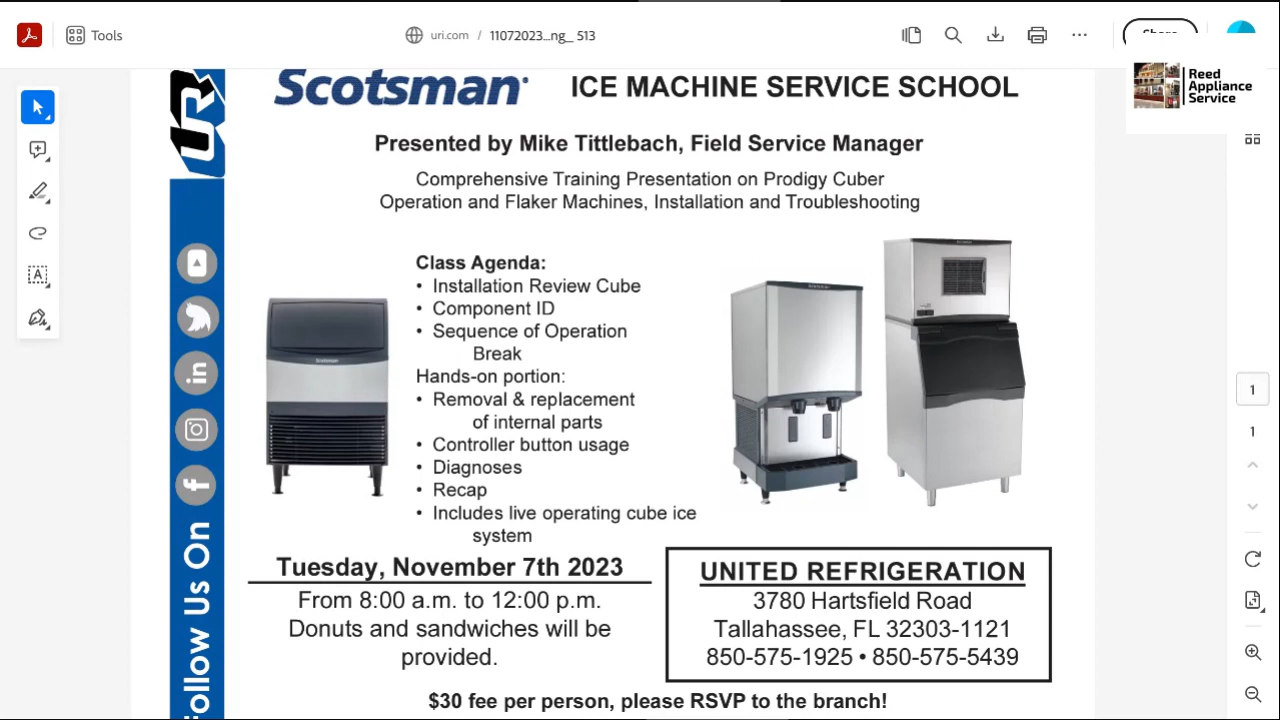 Tools
uri.com / 11072023...ng_ 513
Reed
Appliance
Service
UR
Scotsman
ICE MACHINE SERVICE SCHOOL
Presented by Mike Tittlebach, Field Service Manager
Comprehensive Training Presentation on Prodigy Cuber
Operation and Flaker Machines, Installation and Troubleshooting
Class Agenda:
• Installation Review Cube
• Component ID
• Sequence of Operation
Break
Hands-on portion:
• Removal & replacement
of internal parts
• Controller button usage
• Diagnoses
• Recap
• Includes live operating cube ice
system
Tuesday, November 7th 2023
From 8:00 a.m. to 12:00 p.m.
Donuts and sandwiches will be
provided.
UNITED REFRIGERATION
3780 Hartsfield Road
Tallahassee, FL 32303-1121
850-575-1925 • 850-575-5439
$30 fee per person, please RSVP to the branch!
ollow Us On
1
1